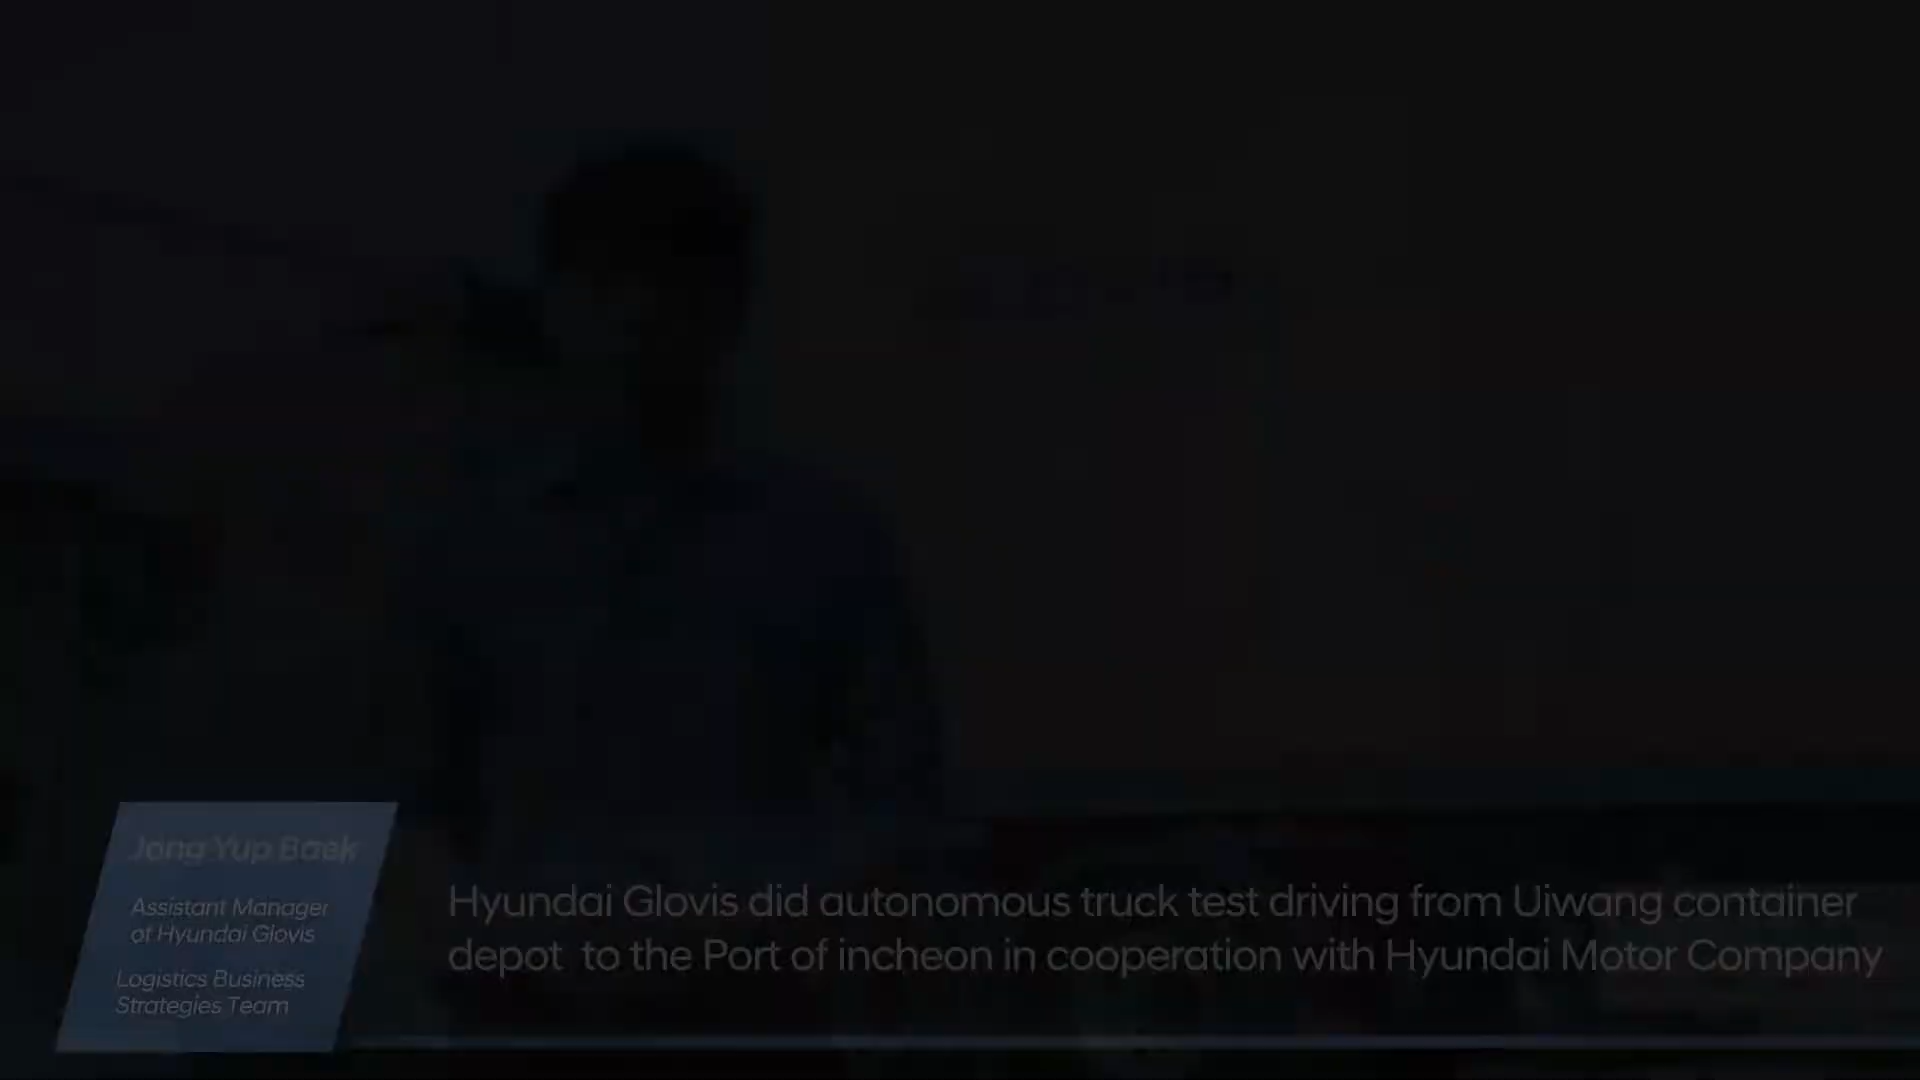 Jong Yup Baek
Assistant Manager
of Hyundai Glovis
Logistics Business
Strategies Team
Hyundai Glovis did autonomous truck test driving from Uiwang container
depot to the Port of incheon in cooperation with Hyundai Motor Company